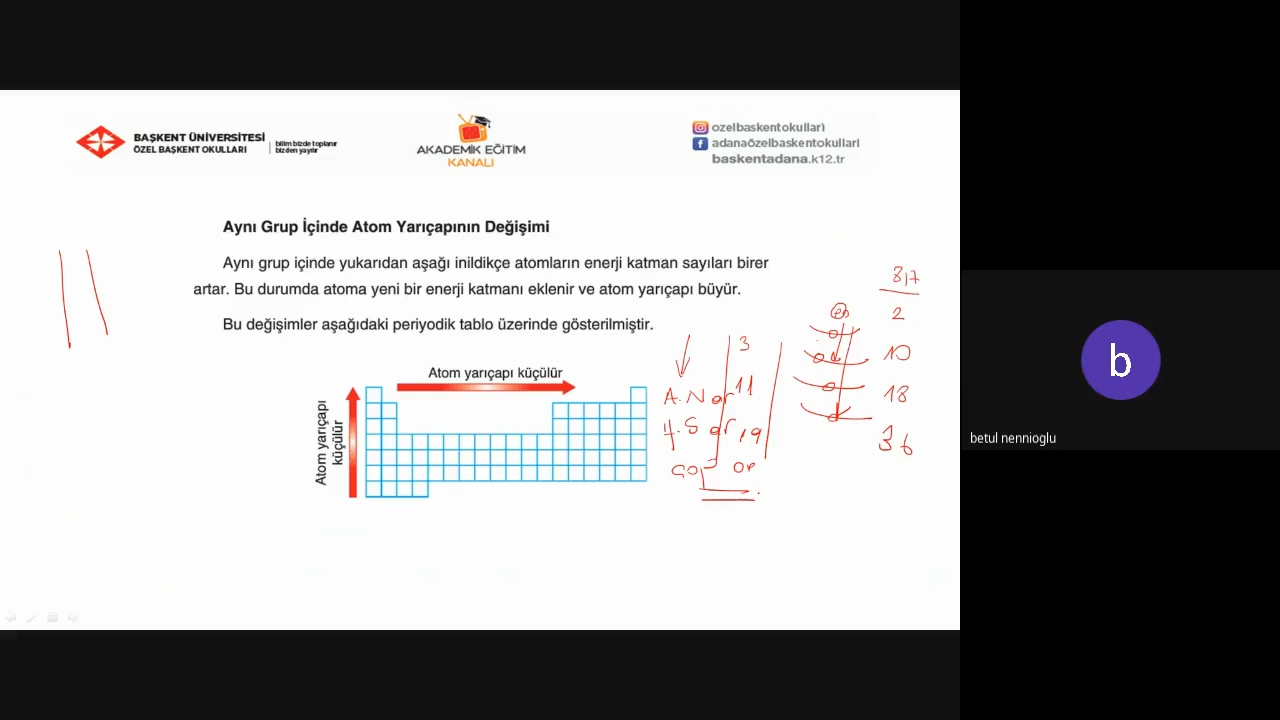 BAŞKENT ÜNİVERSİTESİ
ÖZEL BAŞKENT OKULLARI
bilim bizde toplanır
bizden yayılır
AKADEMİK EĞİTİM
KANALI
ozelbaskentokullari
adanaözelbaskentokullari
baskentadana.k12.tr
Aynı Grup İçinde Atom Yarıçapının Değişimi
Aynı grup içinde yukarıdan aşağı inildikçe atomların enerji katman sayıları birer
artar. Bu durumda atoma yeni bir enerji katmanı eklenir ve atom yarıçapı büyür.
Bu değişimler aşağıdaki periyodik tablo üzerinde gösterilmiştir.
Atom yarıçapı küçülür
Atom yarıçapı
küçülür
3
A.N or 11
19
8,7
2
10
18
36
b
betul nennioglu